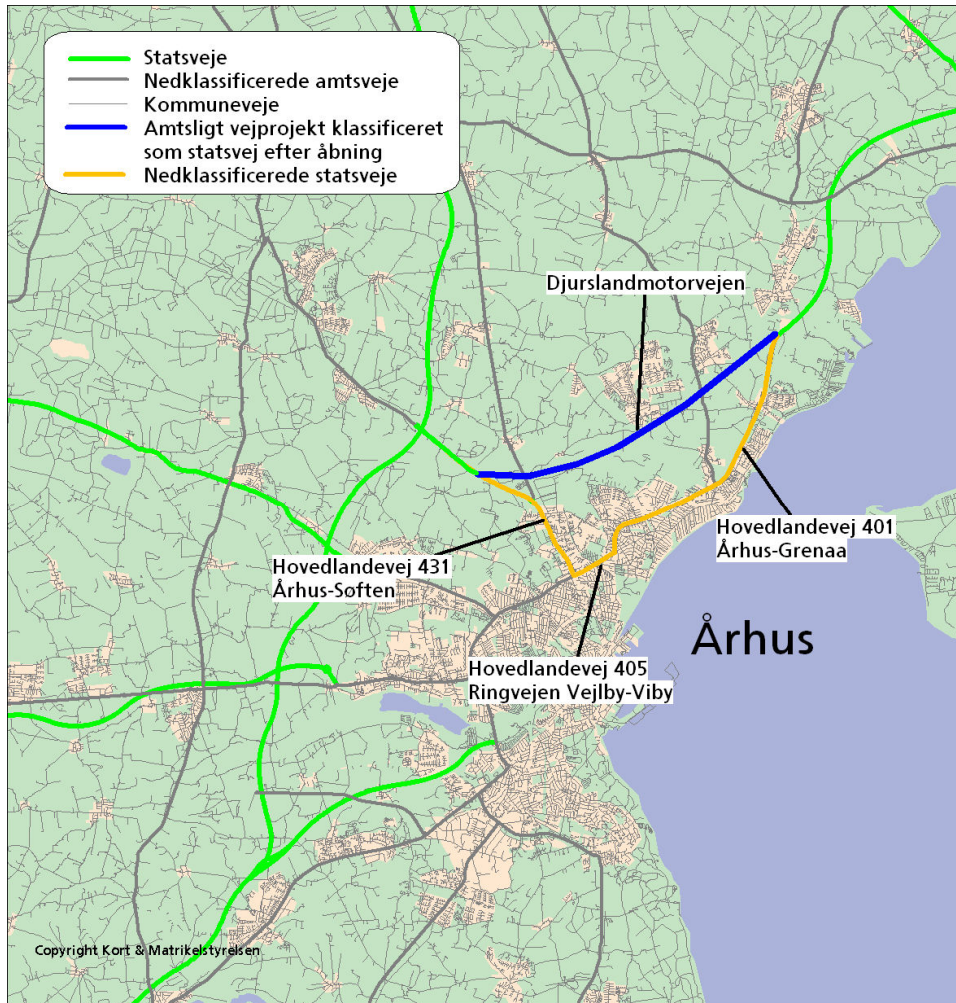 Statsveje
Nedklassificerede amtsveje
Kommuneveje
Amtsligt vejprojekt klassificeret
som statsvej efter åbning
Nedklassificerede statsveje
Djurslandmotorvejen
Hovedlandevej 401
Århus-Grenaa
Hovedlandevej 431
Århus-Søften
Århus
Hovedlandevej 405
Ringvejen Vejlby-Viby
Copyright Kort & Matrikelstyrelsen